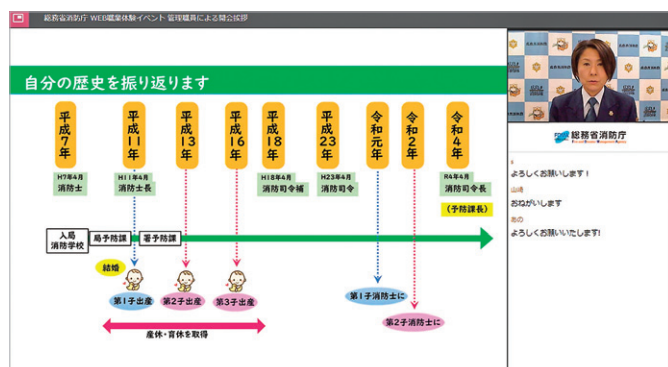 総務省消防庁 WEB職業体験イベント 管理職員による開会挨拶
自分の歴史を振り返ります
平成7年
平成11年
平成13年
平成16年
平成18年
平成23年
令和元年
令和2年
令和4年
H7年4月
消防士
H11年4月
消防士長
H18年4月
消防司令補
H23年4月
消防司令
R4年4月
消防司令長
(予防課長)
入局
消防学校
局予防課
署予防課
結婚
第1子出産
第2子出産
第3子出産
第1子消防士に
第2子消防士に
産休・育休を取得
総務省消防庁
Fire and Disaster Management Agency
よろしくお願いします！
山崎
おねがいします
あの
よろしくお願いいたします!